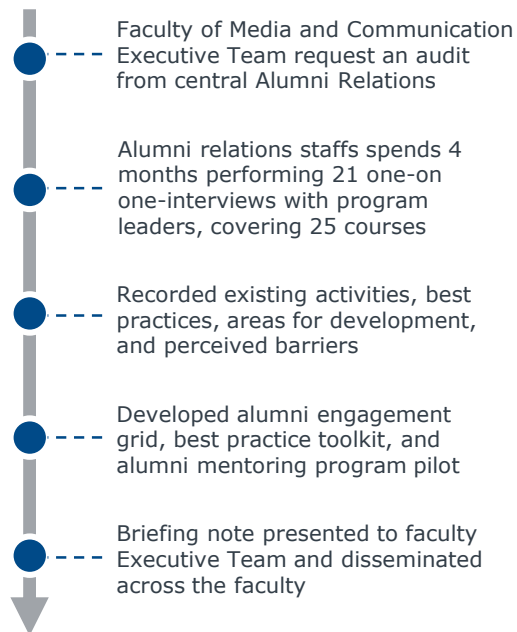 Faculty of Media and Communication
Executive Team request an audit
from central Alumni Relations
Alumni relations staffs spends 4
months performing 21 one-on
one-interviews with program
leaders, covering 25 courses
Recorded existing activities, best
practices, areas for development,
and perceived barriers
Developed alumni engagement
grid, best practice toolkit, and
alumni mentoring program pilot
Briefing note presented to faculty
Executive Team and disseminated
across the faculty